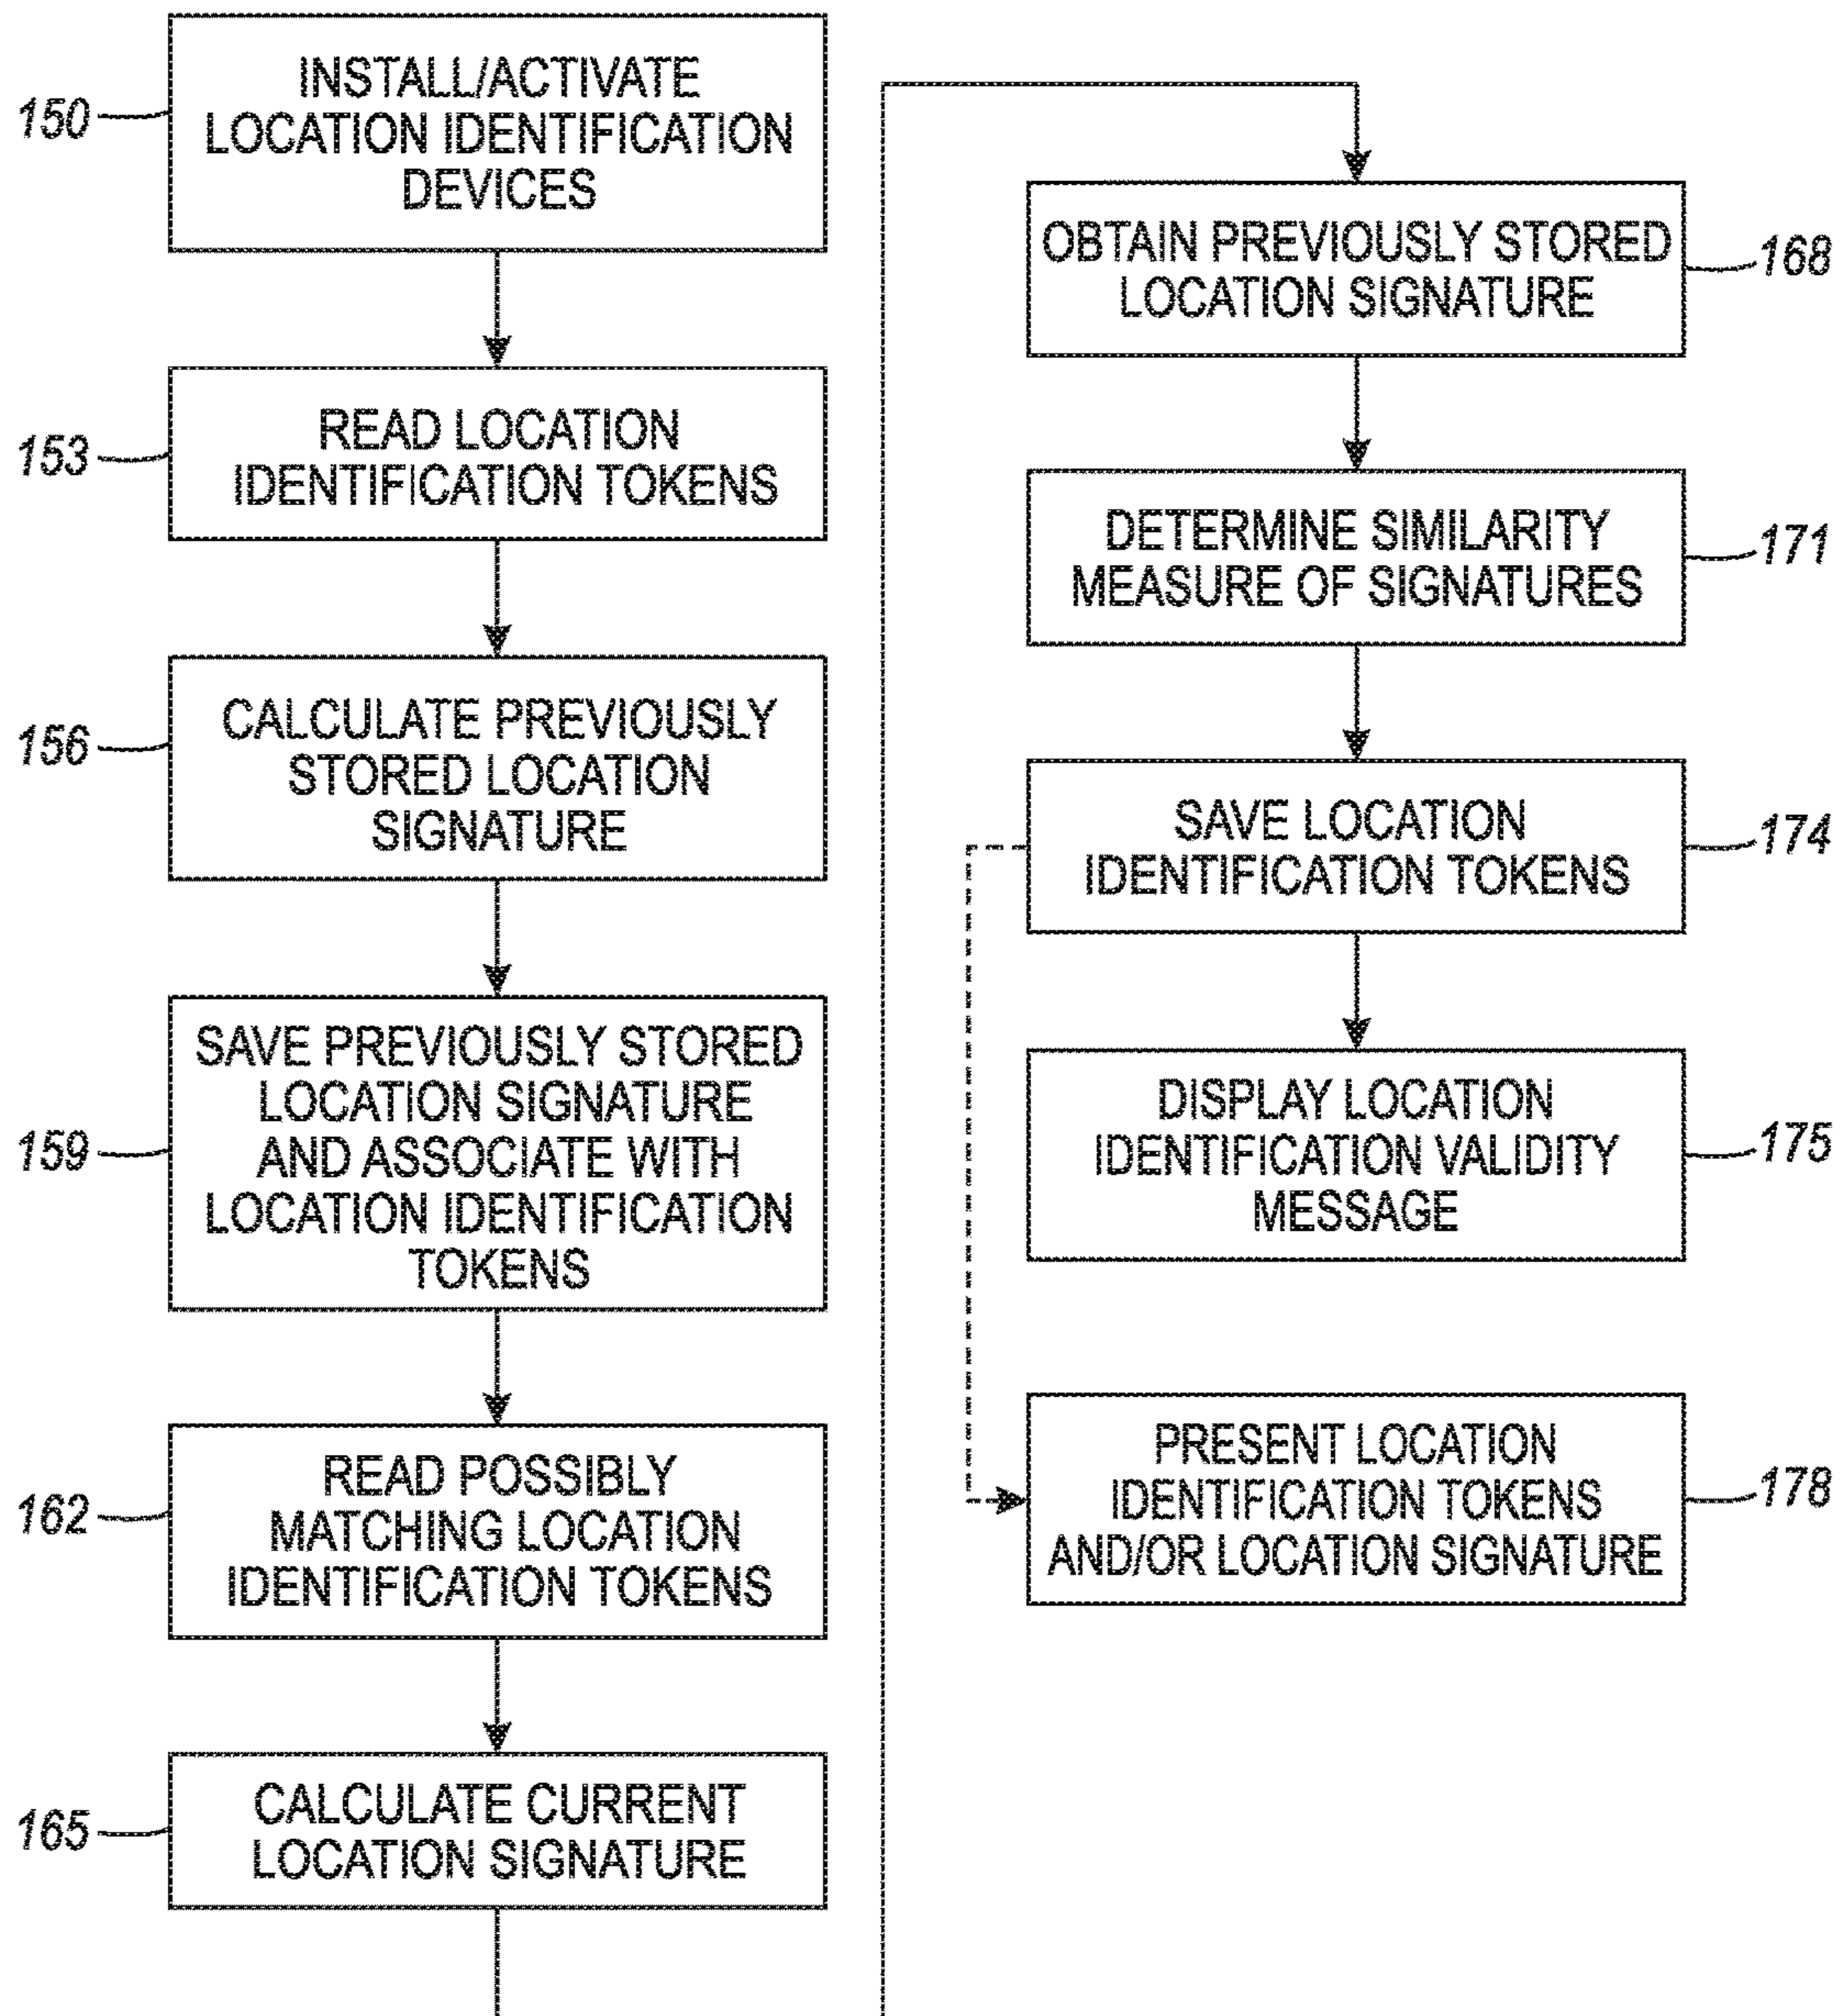 150
INSTALL/ACTIVATE
LOCATION IDENTIFICATION
DEVICES
153
READ LOCATION
IDENTIFICATION TOKENS
156
CALCULATE PREVIOUSLY
STORED LOCATION
SIGNATURE
159
SAVE PREVIOUSLY STORED
LOCATION SIGNATURE
AND ASSOCIATE WITH
LOCATION IDENTIFICATION
TOKENS
162
READ POSSIBLY
MATCHING LOCATION
IDENTIFICATION TOKENS
165
CALCULATE CURRENT
LOCATION SIGNATURE
OBTAIN PREVIOUSLY STORED
LOCATION SIGNATURE
168
DETERMINE SIMILARITY
MEASURE OF SIGNATURES
171
SAVE LOCATION
IDENTIFICATION TOKENS
174
DISPLAY LOCATION
IDENTIFICATION VALIDITY
MESSAGE
175
PRESENT LOCATION
IDENTIFICATION TOKENS
AND/OR LOCATION SIGNATURE
178